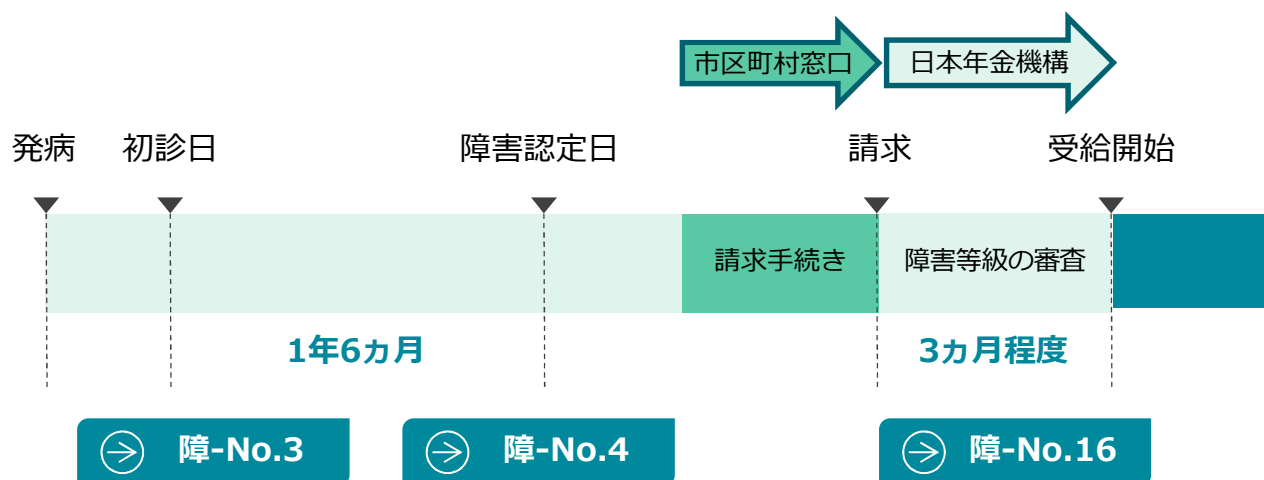 市区町村窓口
日本年金機構
発病
初診日
障害認定日
請求
受給開始
請求手続き
障害等級の審査
1年6ヵ月
3ヵ月程度
障-No.3
障-No.4
障-No.16